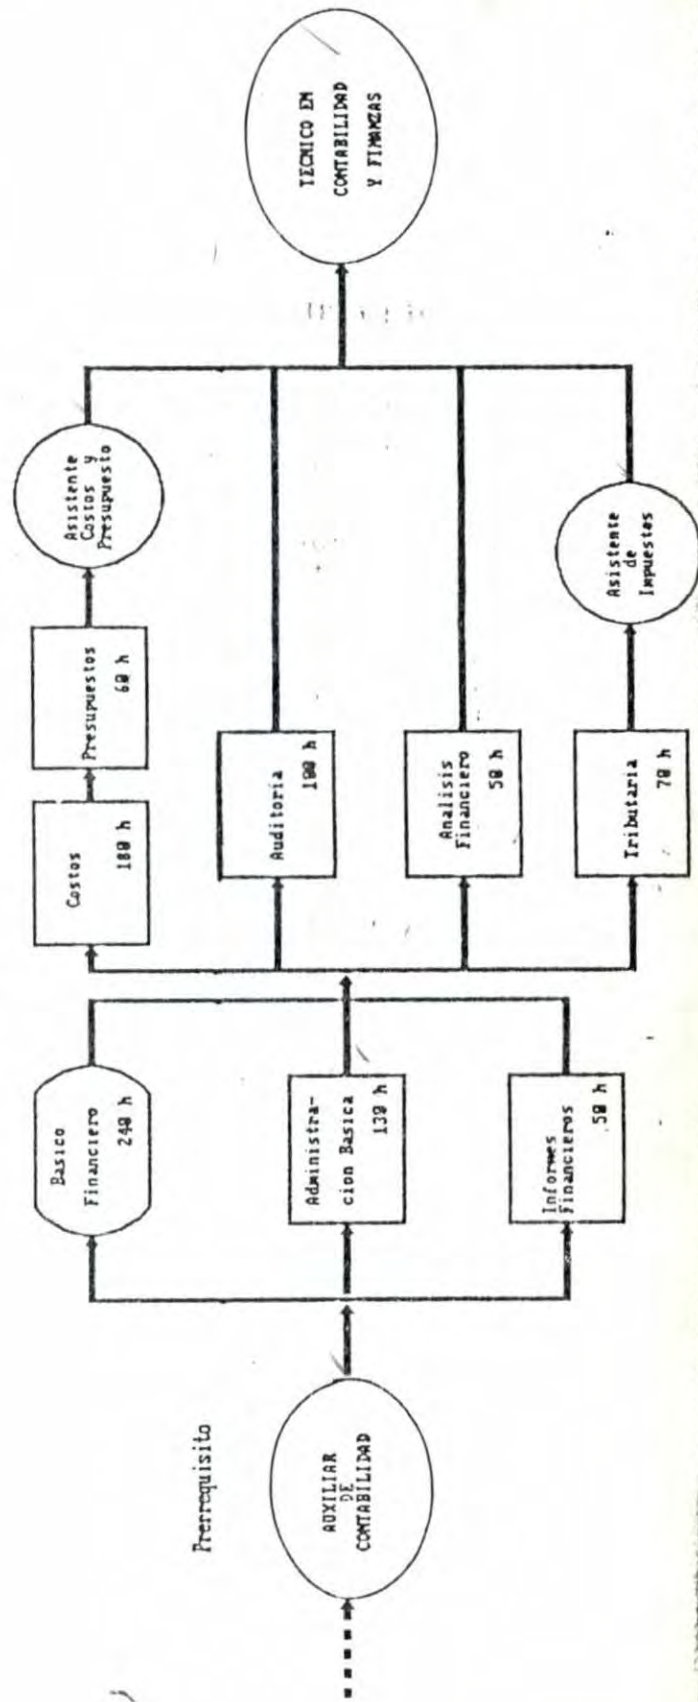 Prerrequisito
AUXILIAR
DE
CONTABILIDAD
Basico
Financiero
240 h
Administra-
cion Basica
130 h
Informes
Financieros
50 h
Costos
180 h
Presupuestos
60 h
Asistente
Costos y
Presupuesto
Auditoria
100 h
Analisis
Financiero
50 h
Tributaria
70 h
Asistente
de
Impuestos
TECNICO EN
CONTABILIDAD
Y FINANZAS